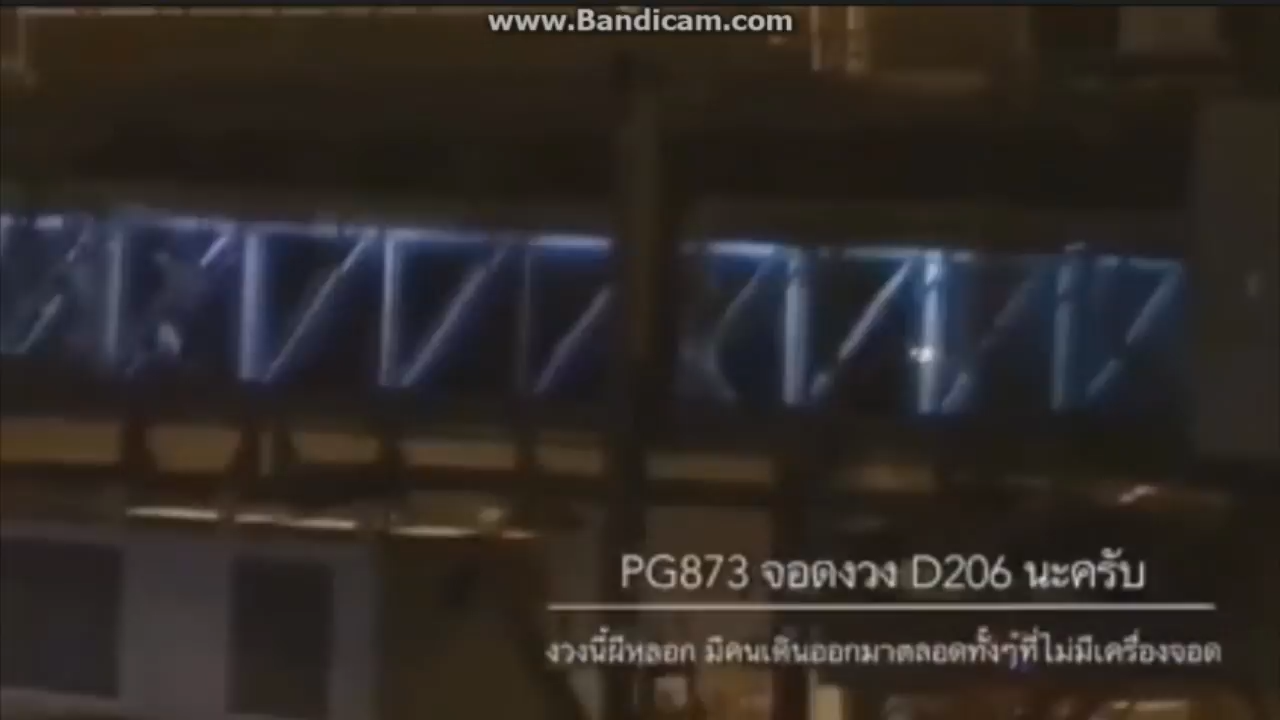 www.Bandicam.com
PG873 จอดงวง D206 นะครับ
งวงนี้ผีหลอก มีคนเดินออกมาตลอดทั้งๆที่ไม่มีเครื่องจอด